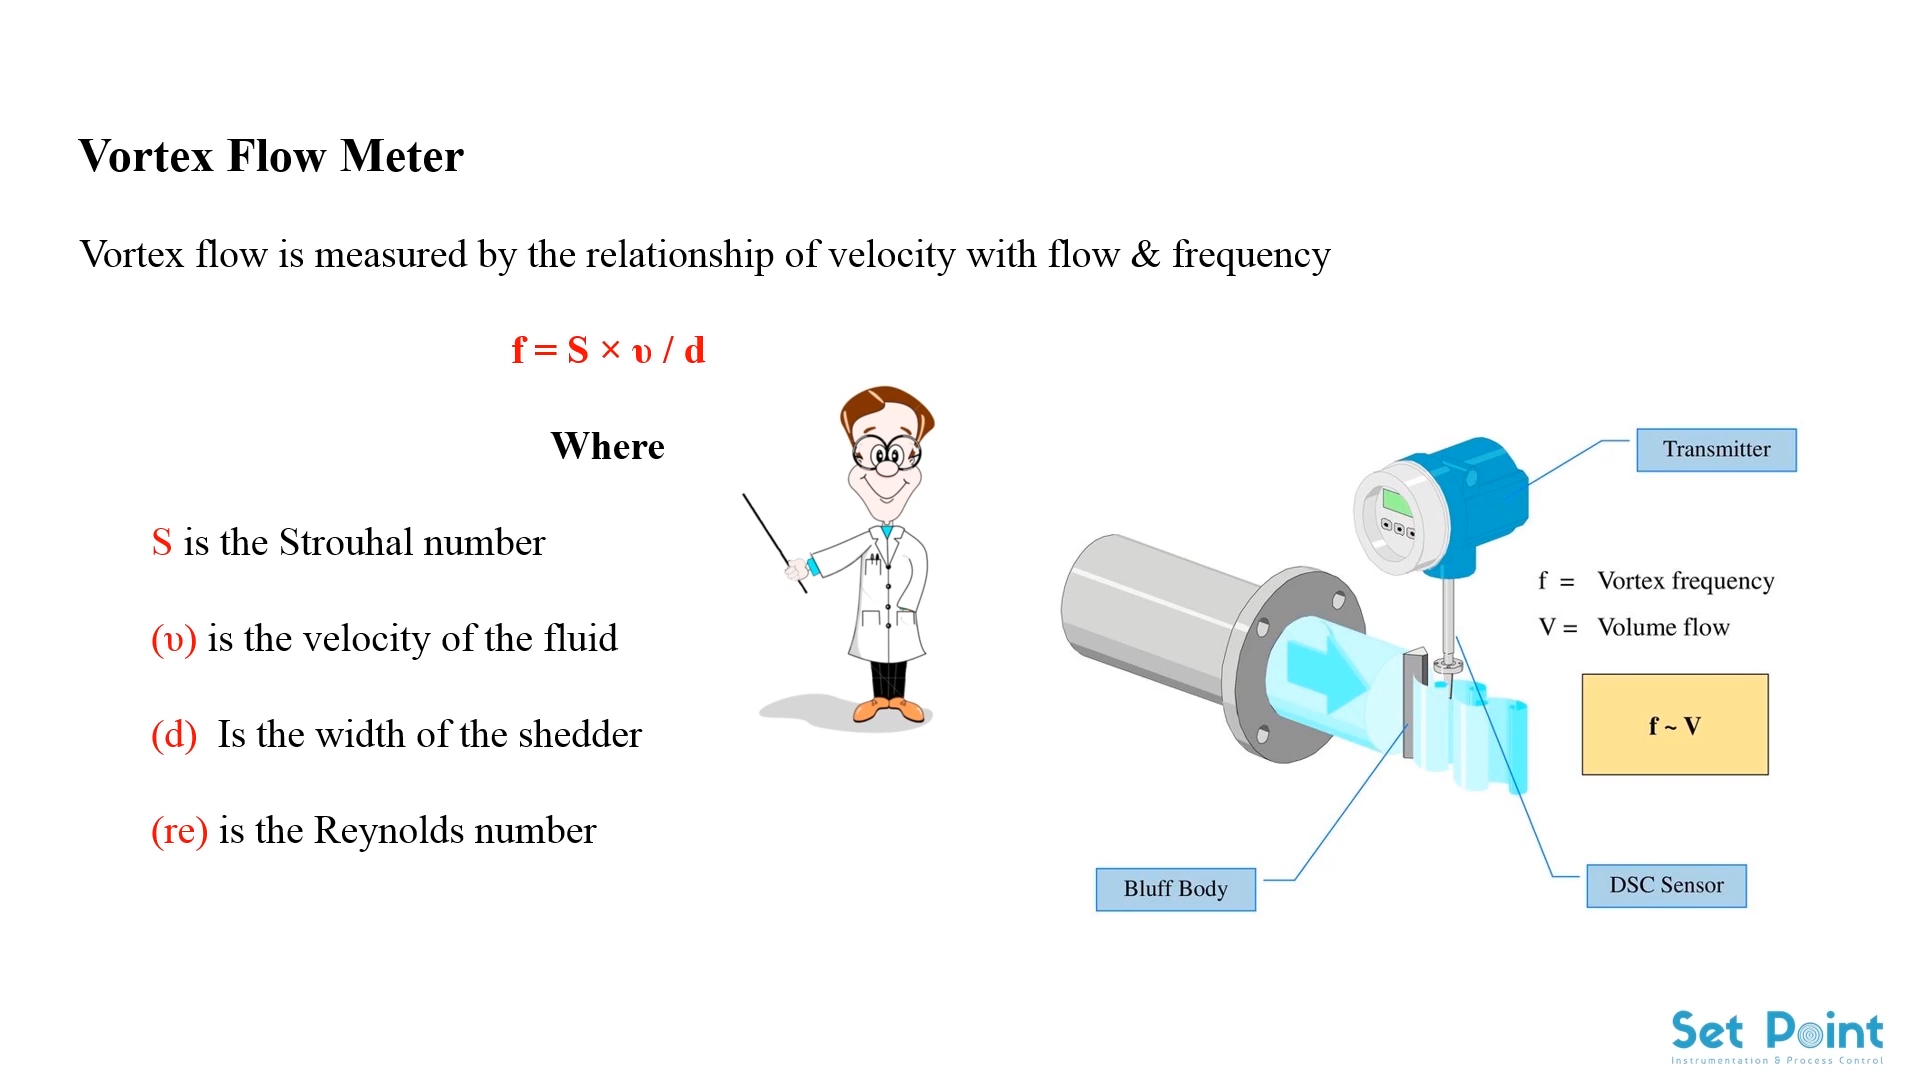 Vortex Flow Meter
Vortex flow is measured by the relationship of velocity with flow & frequency
f = S × υ / d
Where
S is the Strouhal number
(υ) is the velocity of the fluid
(d) Is the width of the shedder
(re) is the Reynolds number
Transmitter
f = Vortex frequency
V = Volume flow
f ~ V
Bluff Body
DSC Sensor
Set Point
Instrumentation & Process Control